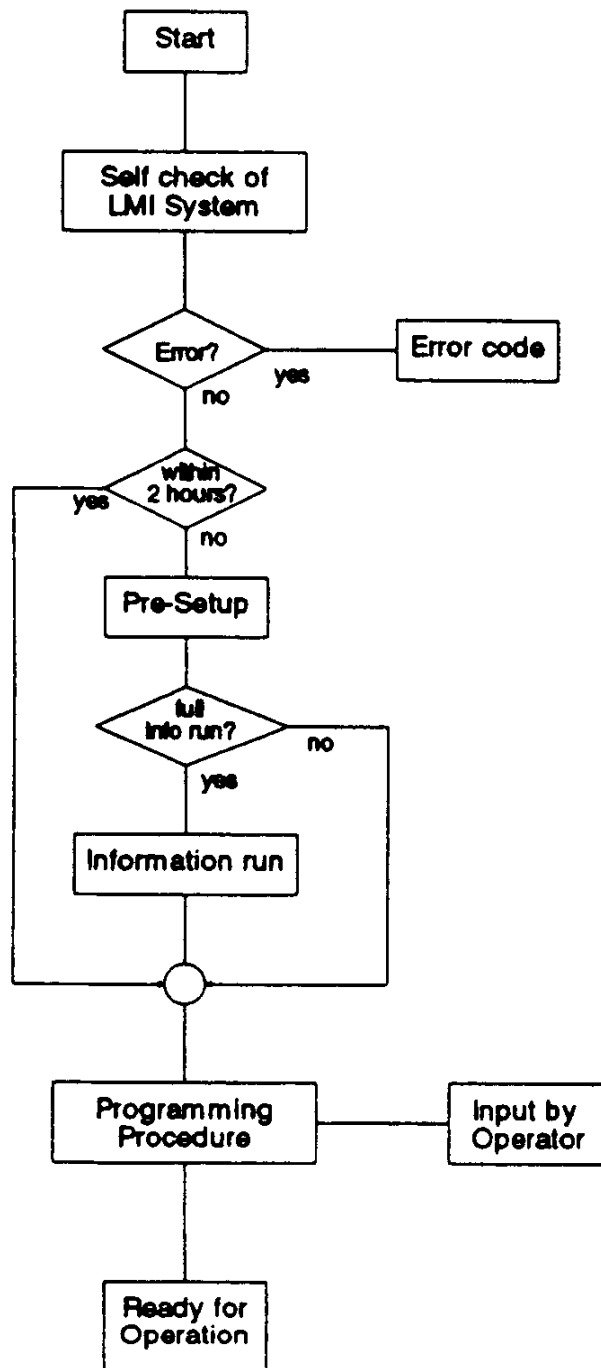 Start
Self check of
LMI System
Error?
yes
Error code
no
within
2 hours?
yes
no
Pre-Setup
full
info run?
no
yes
Information run
Programming
Procedure
Input by
Operator
Ready for
Operation